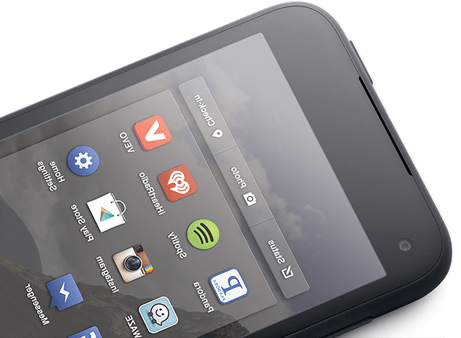 Status
Photo
Check-In
Pandora
Spotify
iHeartRadio
VEVO
WAZE
Instagram
Play Store
Home
Settings
Messenger